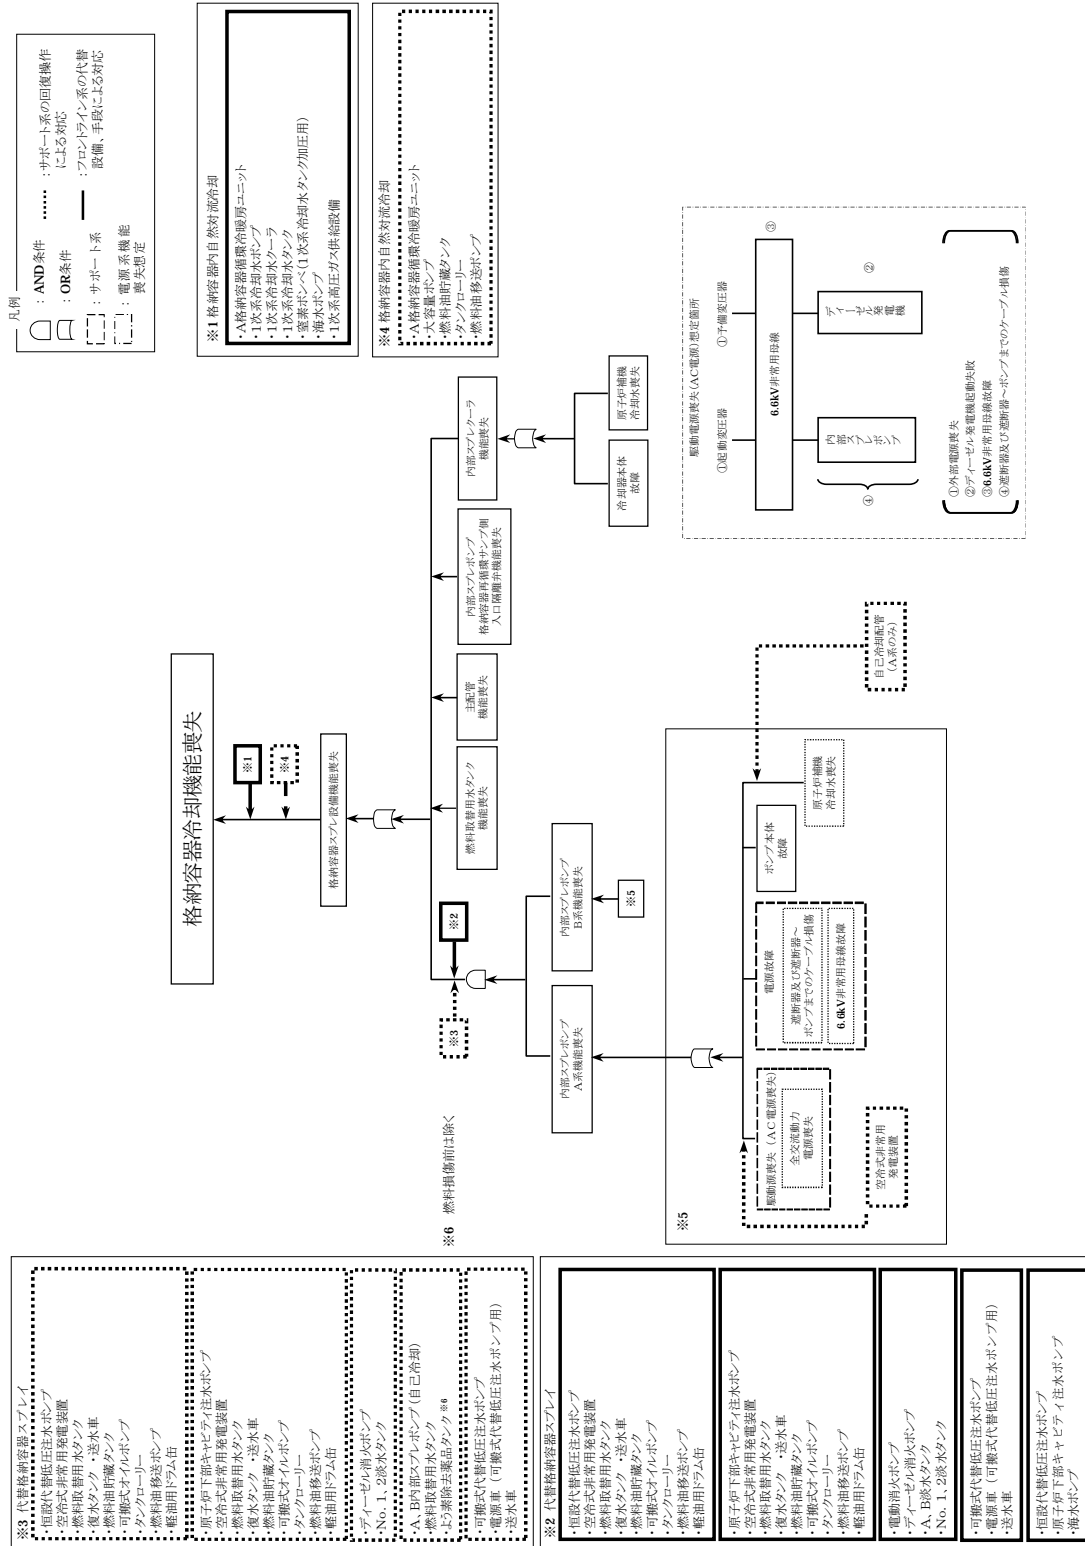 凡例
：AND条件
：OR条件
：サポート系
：電源系機能
喪失想定
：サポート系の回復操作
による対応
：フロントライン系の代替
設備、手段による対応
※1 格納容器内自然対流冷却
・A格納容器循環冷暖房ユニット
・1次系冷却水ポンプ
・1次系冷却水クーラ
・1次系冷却水タンク
・窒素ボンベ(1次系冷却水タンク加圧用)
・海水ポンプ
・1次系高圧ガス供給設備
※4 格納容器内自然対流冷却
・A格納容器循環冷暖房ユニット
・大容量ポンプ
・燃料油貯蔵タンク
・タンクローリー
・燃料油移送ポンプ
格納容器冷却機能喪失
※1
※4
格納容器スプレ設備機能喪失
※3
※2
燃料取替用水タンク
機能喪失
主配管
機能喪失
内部スプレポンプ
格納容器再循環サンプ側
入口隔離弁機能喪失
内部スプレクーラ
機能喪失
冷却器本体
故障
原子炉補機
冷却水喪失
内部スプレポンプ
A系機能喪失
内部スプレポンプ
B系機能喪失
※5
※6 燃料損傷前は除く
※5
駆動源喪失（AC電源喪失）
全交流動力
電源喪失
電源故障
遮断器及び遮断器～
ポンプまでのケーブル損傷
6.6kV非常用母線故障
ポンプ本体
故障
原子炉補機
冷却水喪失
空冷式非常用
発電装置
自己冷却配管
(A系のみ)
駆動電源喪失(AC電源)想定箇所
①起動変圧器
①予備変圧器
6.6kV非常用母線
③
内部
スプレポンプ
ディーゼル
発電機
②
④
①外部電源喪失
②ディーゼル発電機起動失敗
③6.6kV非常用母線故障
④遮断器及び遮断器～ポンプまでのケーブル損傷
※3 代替格納容器スプレイ
・恒設代替低圧注水ポンプ
・空冷式非常用発電装置
・燃料取替用水タンク
・復水タンク ・送水車
・燃料油貯蔵タンク
・可搬式オイルポンプ
・タンクローリー
・燃料油移送ポンプ
・軽油用ドラム缶
・原子炉下部キャビティ注水ポンプ
・空冷式非常用発電装置
・燃料取替用水タンク
・復水タンク ・送水車
・燃料油貯蔵タンク
・可搬式オイルポンプ
・タンクローリー
・燃料油移送ポンプ
・軽油用ドラム缶
・ディーゼル消火ポンプ
・No. 1, 2淡水タンク
・A、B内部スプレポンプ(自己冷却)
・燃料取替用水タンク
・よう素除去薬品タンク※6
・可搬式代替低圧注水ポンプ
・電源車（可搬式代替低圧注水ポンプ用）
・送水車
※2 代替格納容器スプレイ
・恒設代替低圧注水ポンプ
・空冷式非常用発電装置
・燃料取替用水タンク
・復水タンク ・送水車
・燃料油貯蔵タンク
・可搬式オイルポンプ
・タンクローリー
・燃料油移送ポンプ
・軽油用ドラム缶
・原子炉下部キャビティ注水ポンプ
・空冷式非常用発電装置
・燃料取替用水タンク
・復水タンク ・送水車
・燃料油貯蔵タンク
・可搬式オイルポンプ
・タンクローリー
・燃料油移送ポンプ
・軽油用ドラム缶
・電動消火ポンプ
・ディーゼル消火ポンプ
・A、B淡水タンク
・No. 1, 2淡水タンク
・可搬式代替低圧注水ポンプ
・電源車（可搬式代替低圧注水ポンプ用）
・送水車
・恒設代替低圧注水ポンプ
・原子炉下部キャビティ注水ポンプ
・海水ポンプ